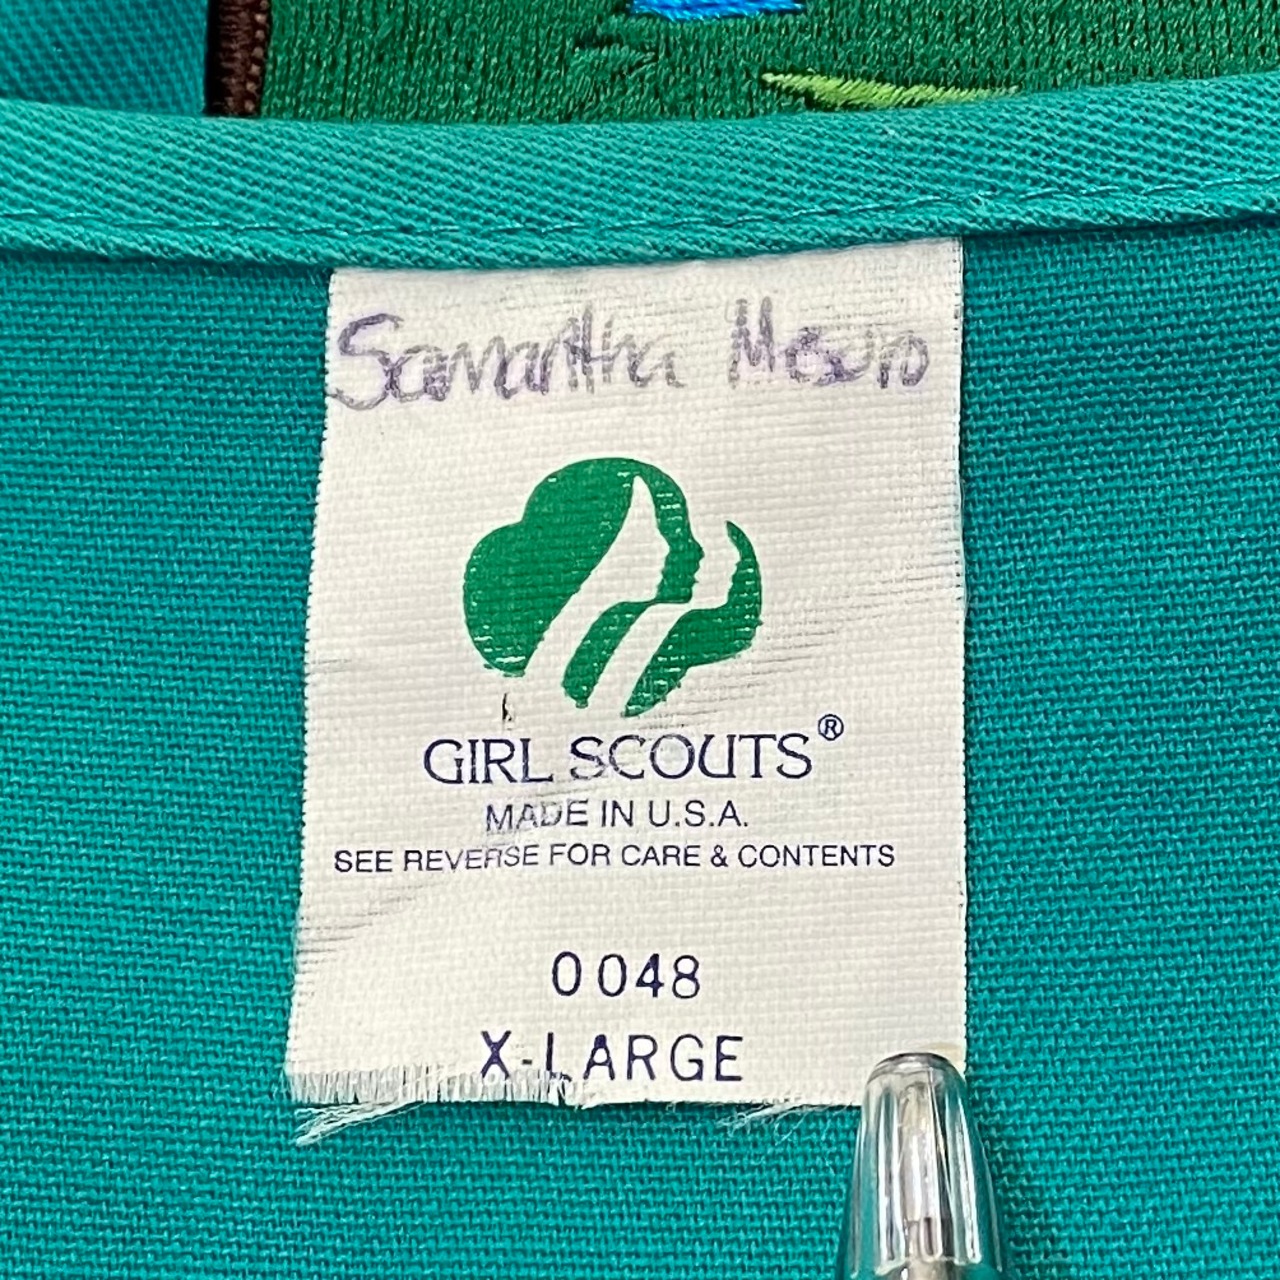 Samantha
GIRL SCOUTS®
MADE IN U.S.A.
SEE REVERSE FOR CARE & CONTENTS
0048
X-LARGE